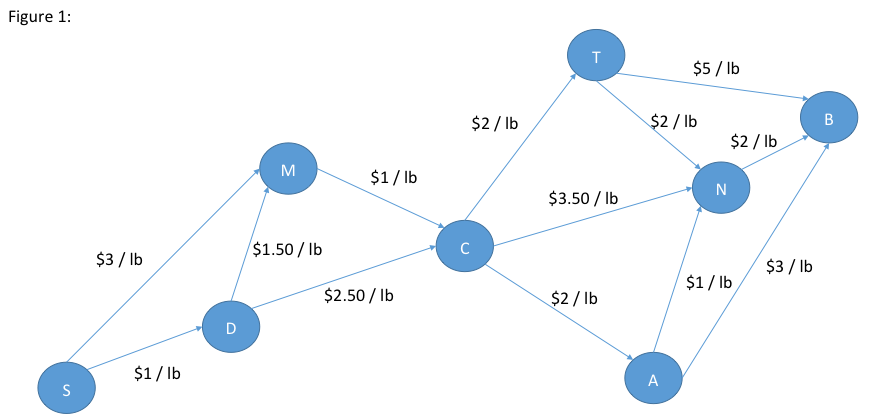 Figure 1:
T
$5 / lb
B
$2 / lb
$2 / lb
$2 / lb
M
$1 / lb
N
$3.50 / lb
$3 / lb
$1.50 / lb
C
$3 / lb
$1 / lb
$2.50 / lb
$2 / lb
D
$1 / lb
A
S